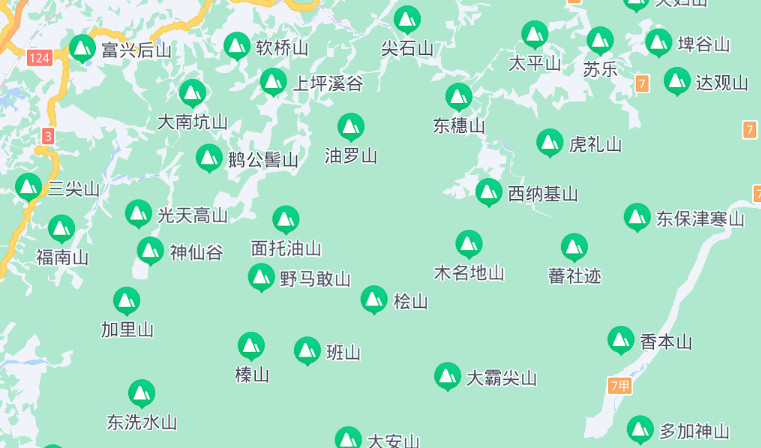 尖石山
富兴后山
软桥山
太平山
苏乐
埤谷山
124
上坪溪谷
7
达观山
大南坑山
东穗山
3
油罗山
虎礼山
7
鹅公髻山
三尖山
西纳基山
7
光天高山
东保津寒山
福南山
神仙谷
面托油山
木名地山
蕃社迹
野马敢山
加里山
桧山
香本山
榛山
班山
大霸尖山
7甲
东洗水山
大安山
多加神山